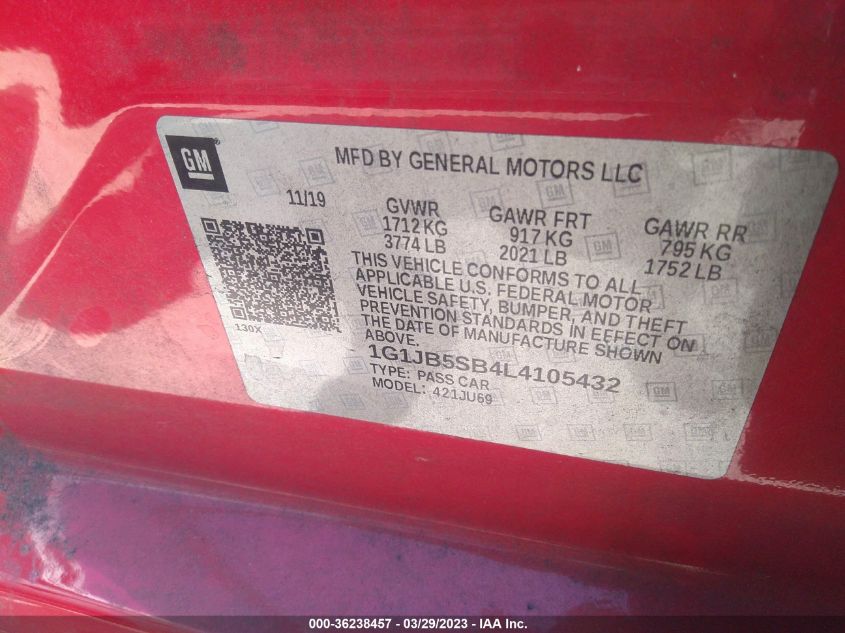 GM
MFD BY GENERAL MOTORS LLC
11/19
GVWR
1712 KG
3774 LB
GAWR FRT
917 KG
2021 LB
GAWR RR
795 KG
1752 LB
THIS VEHICLE CONFORMS TO ALL
APPLICABLE U.S. FEDERAL MOTOR
VEHICLE SAFETY, BUMPER, AND THEFT
PREVENTION STANDARDS IN EFFECT ON
THE DATE OF MANUFACTURE SHOWN
ABOVE.
130X
1G1JB5SB4L4105432
TYPE: PASS CAR
MODEL: 421JU69
000-36238457 - 03/29/2023 - IAA Inc.